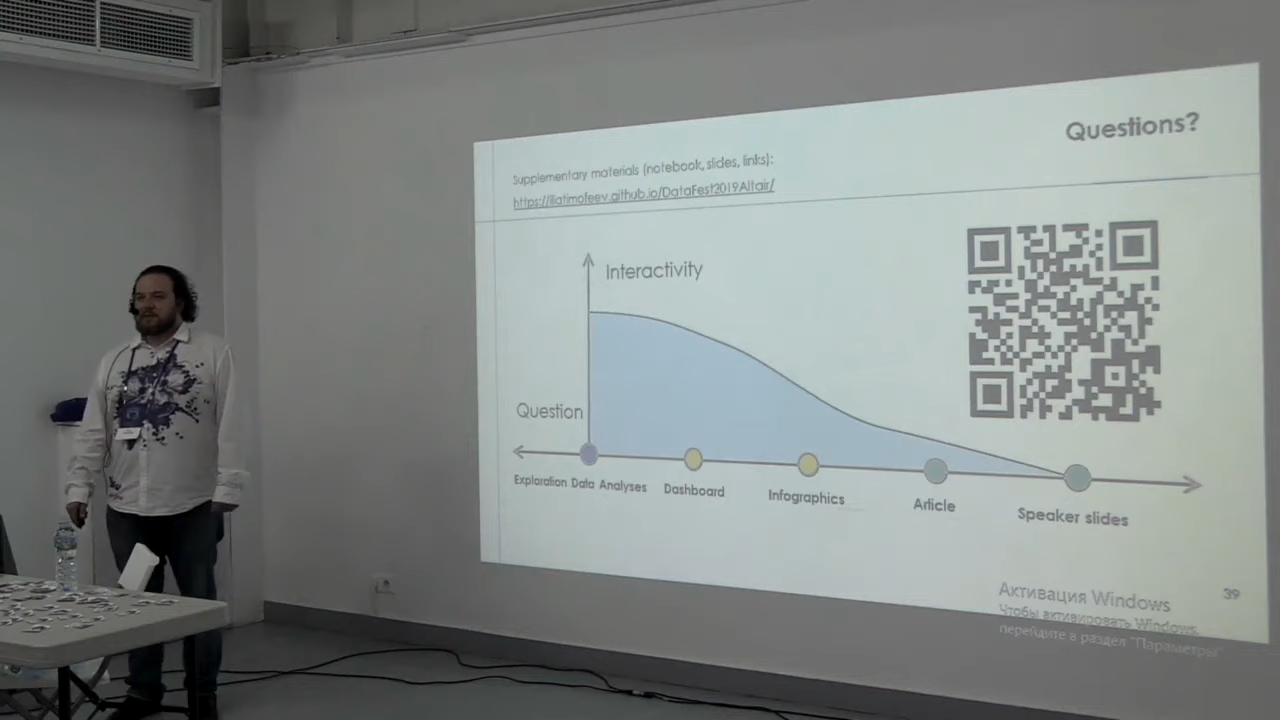 Questions?
Supplementary materials (notebook, slides, links):
https://iliatimofeev.github.io/DataFest2019Altair/
Interactivity
Question
Exploration Data Analyses
Dashboard
Infographics
Article
Speaker slides
39
Активация Windows
Чтобы активировать Windows,
перейдите в раздел "Параметры".